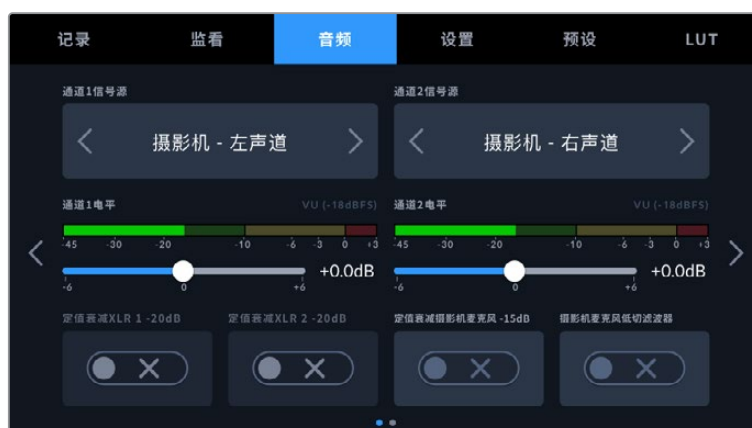 记录 监看 音频 设置 预设 LUT
通道1信号源 通道2信号源
摄影机 - 左声道 摄影机 - 右声道
通道1电平 VU (-18dBFS) 通道2电平 VU (-18dBFS)
-45 -30 -20 -10 -6 -3 0 +3 -45 -30 -20 -10 -6 -3 0 +3
+0.0dB +0.0dB
-6 0 +6 -6 0 +6
定值衰减XLR 1 -20dB 定值衰减XLR 2 -20dB 定值衰减摄影机麦克风 -15dB 摄影机麦克风低切滤波器